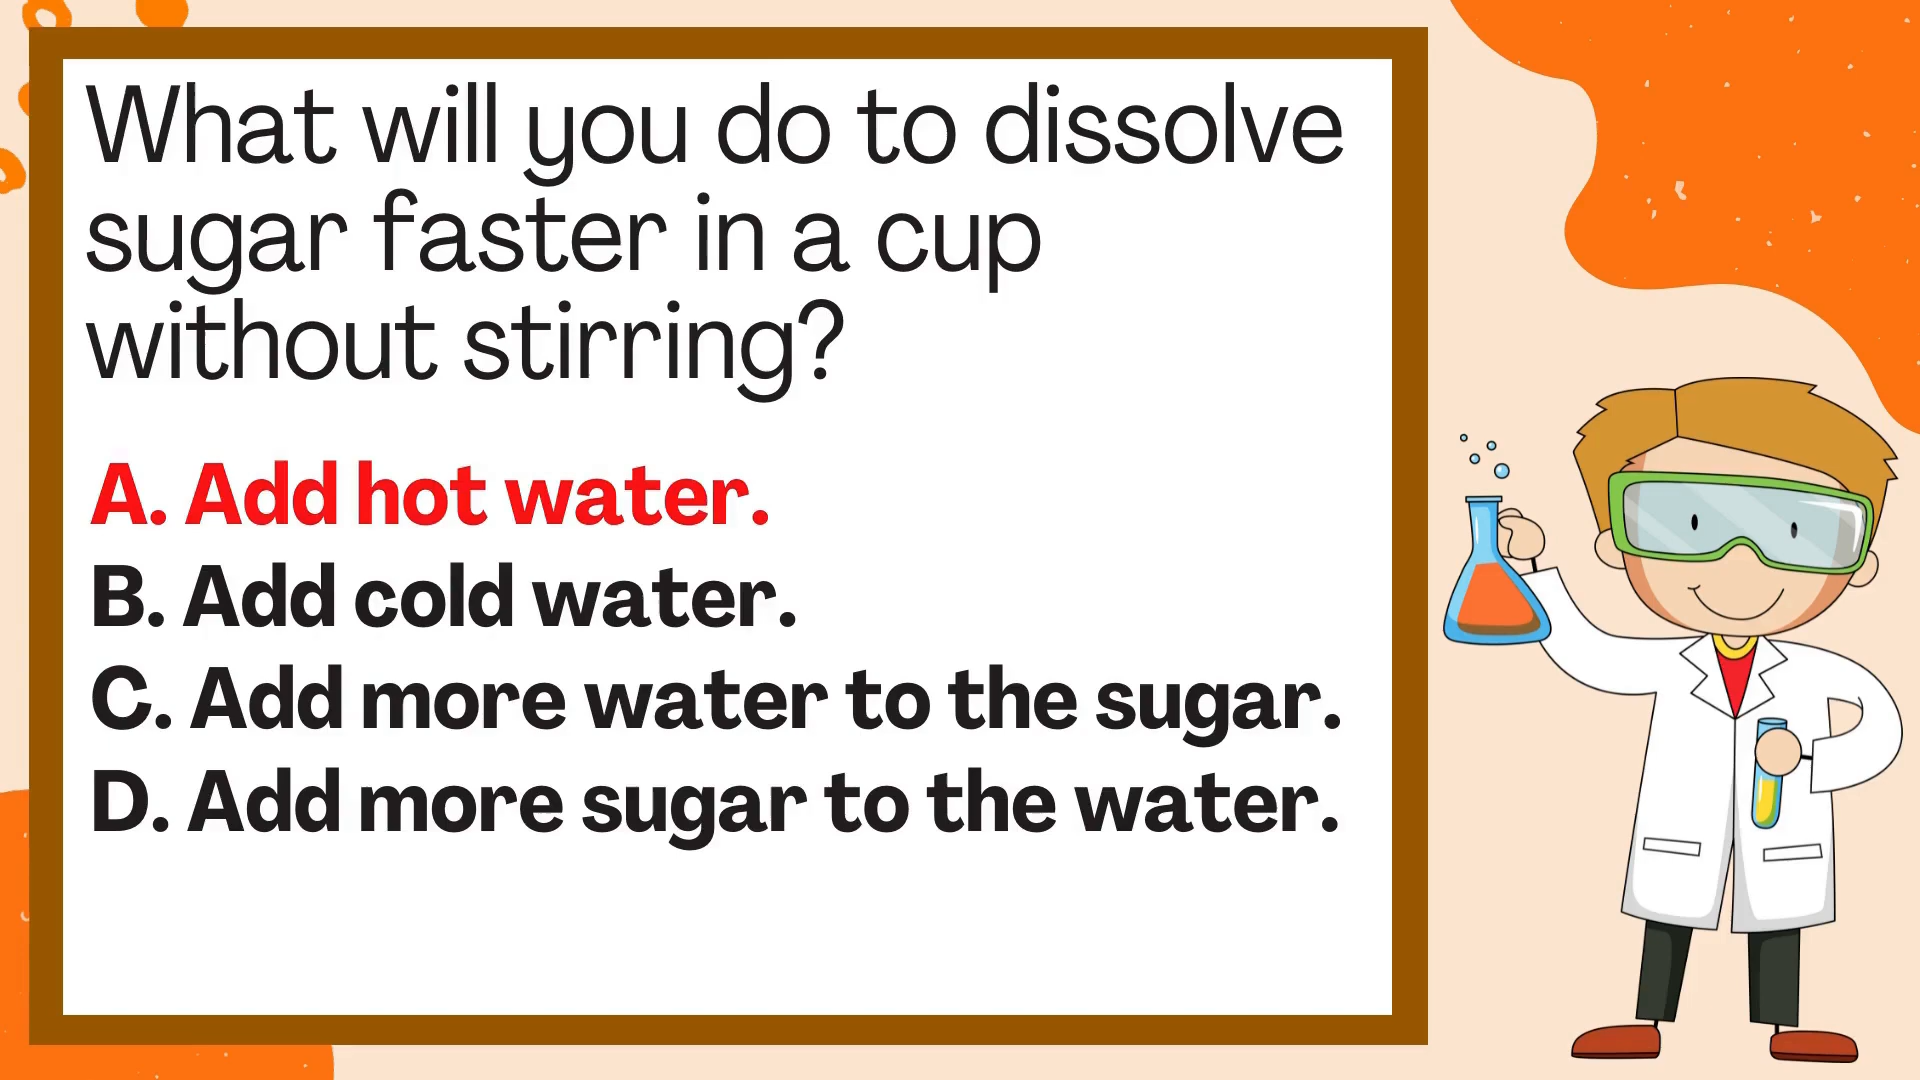 What will you do to dissolve
sugar faster in a cup
without stirring?
A. Add hot water.
B. Add cold water.
C. Add more water to the sugar.
D. Add more sugar to the water.